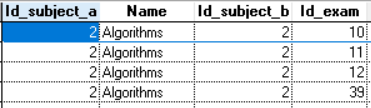 Id_subject_a Name Id_subject_b Id_exam
2 Algorithms 2 10
2 Algorithms 2 11
2 Algorithms 2 12
2 Algorithms 2 39